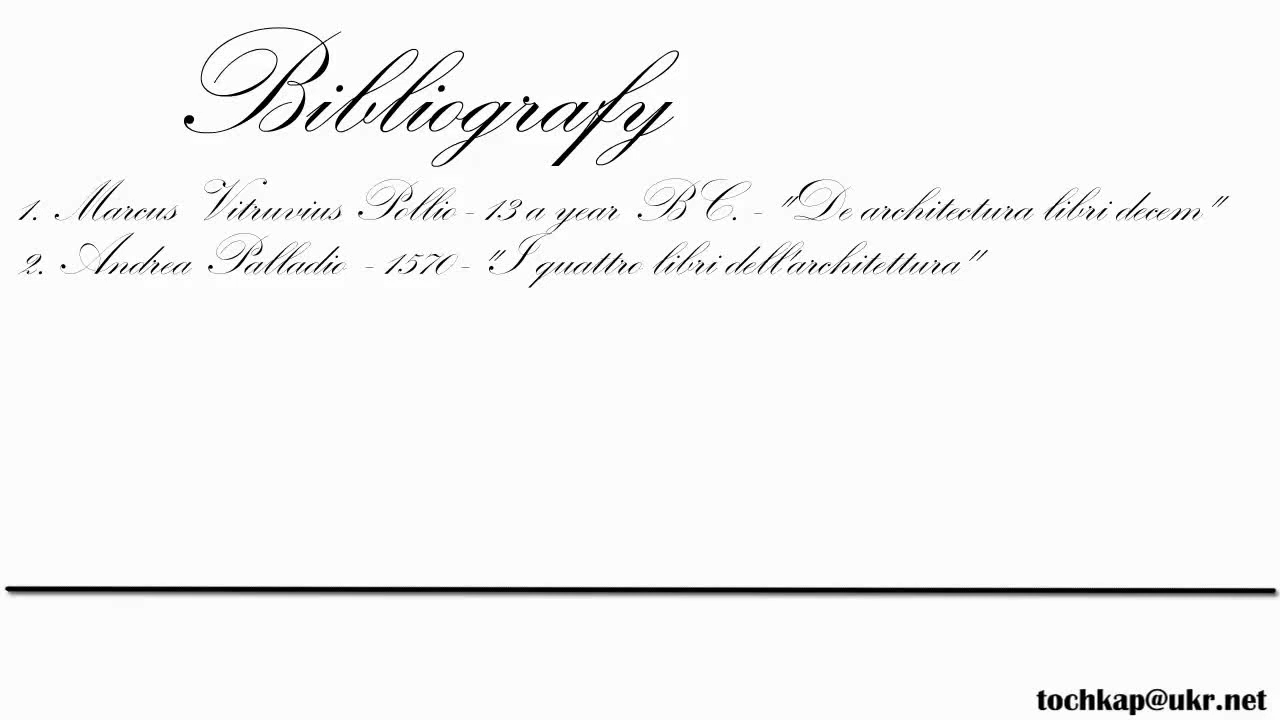 Bibliografy
1. Marcus Vitruvius Pollio - 13 a year B C. - "De architectura libri decem"
2. Andrea Palladio - 1570 - "I quattro libri dell'architettura"
tochkap@ukr.net